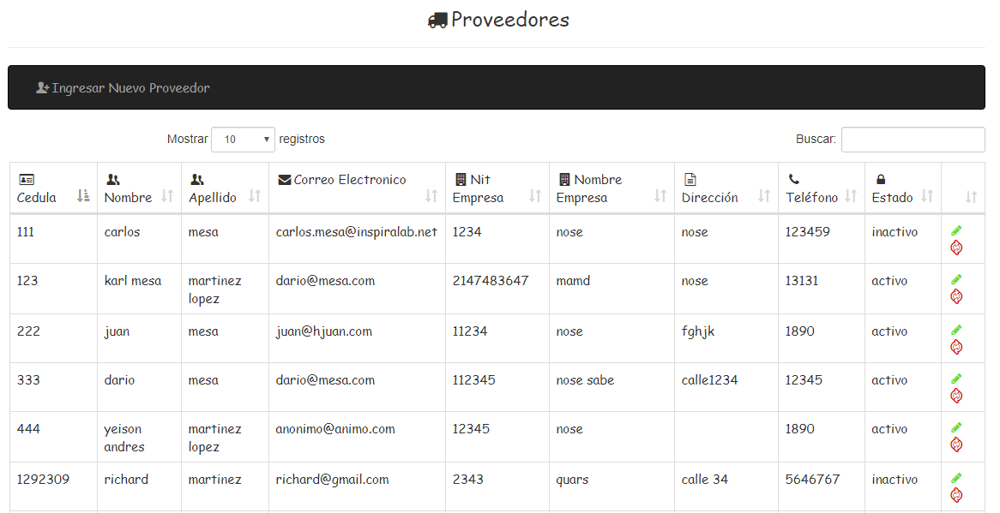 Proveedores
Ingresar Nuevo Proveedor
Mostrar 10 registros Buscar:
Cedula Nombre Apellido Correo Electronico Nit Empresa Nombre Empresa Dirección Teléfono Estado
111 carlos mesa carlos.mesa@inspiralab.net 1234 nose nose 123459 inactivo
123 karl mesa martinez lopez dario@mesa.com 2147483647 mamd nose 13131 activo
222 juan mesa juan@hjuan.com 11234 nose fghjk 1890 activo
333 dario mesa dario@mesa.com 112345 nose sabe calle1234 12345 activo
444 yeison andres martinez lopez anonimo@animo.com 12345 nose 1890 activo
1292309 richard martinez richard@gmail.com 2343 quars calle 34 5646767 inactivo